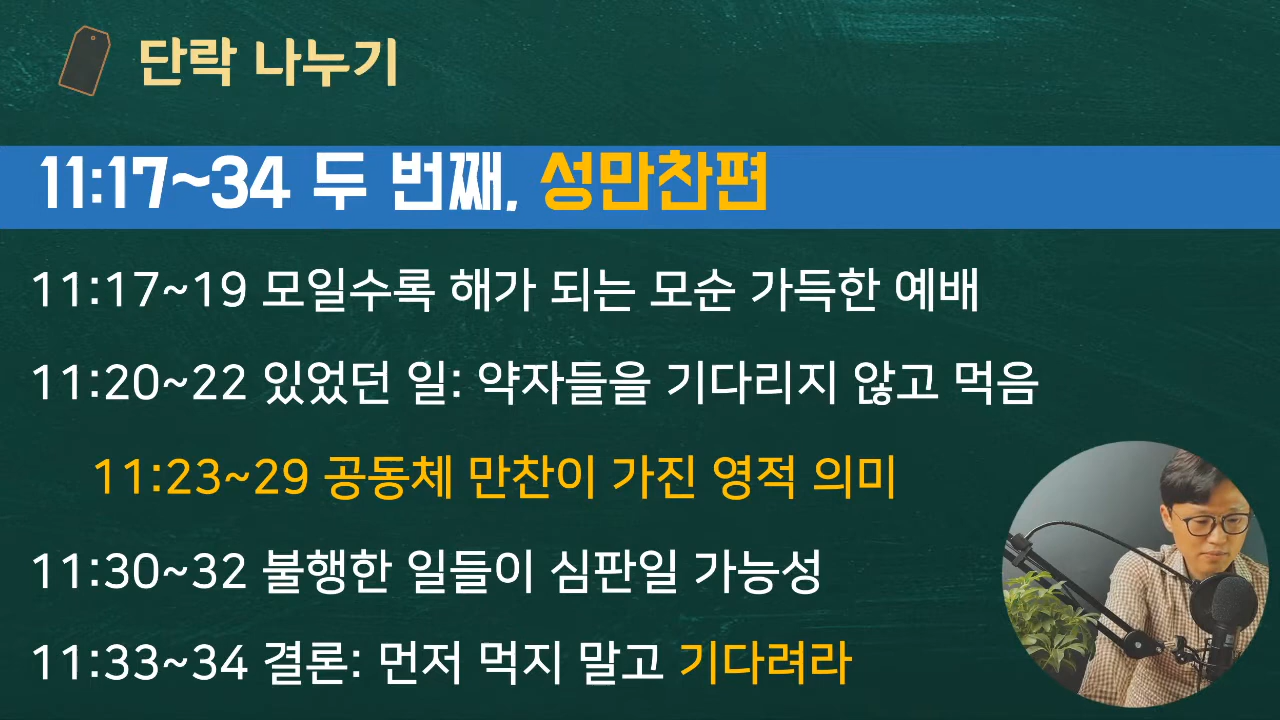 단락 나누기
11:17~34 두 번째, 성만찬편
11:17~19 모일수록 해가 되는 모순 가득한 예배
11:20~22 있었던 일: 약자들을 기다리지 않고 먹음
11:23~29 공동체 만찬이 가진 영적 의미
11:30~32 불행한 일들이 심판일 가능성
11:33~34 결론: 먼저 먹지 말고 기다려라